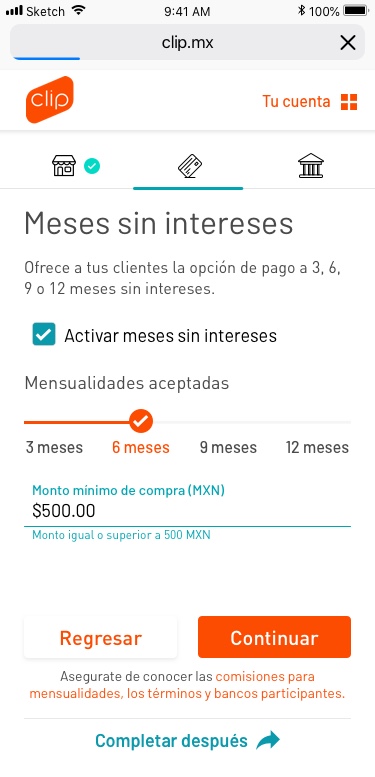 Sketch 9:41 AM 100%
clip.mx
clip Tu cuenta
Meses sin intereses
Ofrece a tus clientes la opción de pago a 3, 6,
9 o 12 meses sin intereses.
Activar meses sin intereses
Mensualidades aceptadas
3 meses 6 meses 9 meses 12 meses
Monto mínimo de compra (MXN)
$500.00
Monto igual o superior a 500 MXN
Regresar Continuar
Asegurate de conocer las comisiones para
mensualidades, los términos y bancos participantes.
Completar después